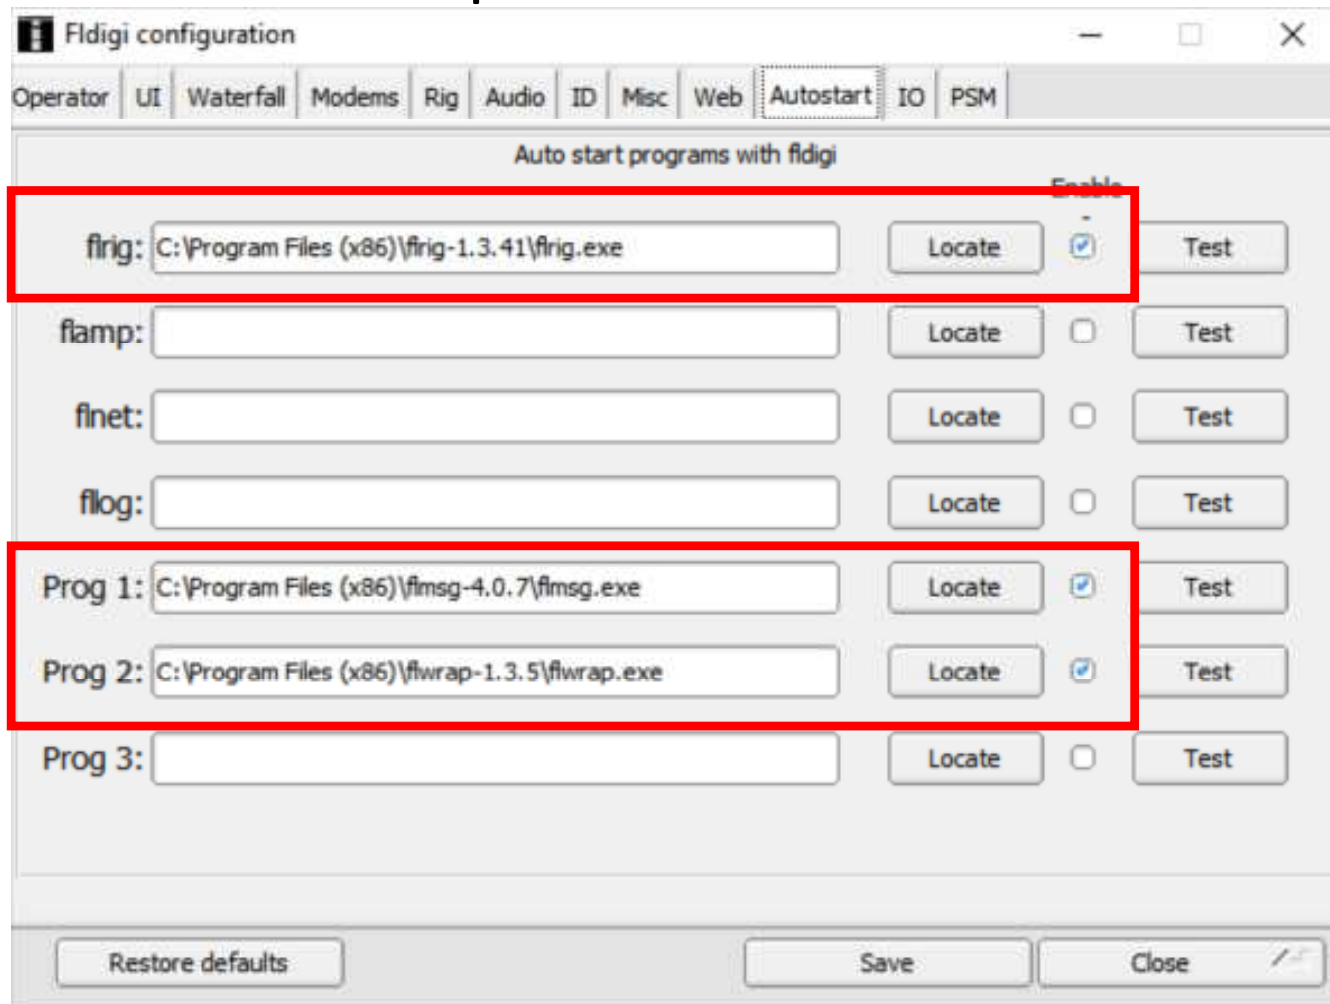 Fldigi configuration
Operator UI Waterfall Modems Rig Audio ID Misc Web Autostart IO PSM
Auto start programs with fldigi
Enable
flrig: C:\Program Files (x86)\flrig-1.3.41\flrig.exe Locate Test
flamp: Locate Test
flnet: Locate Test
fllog: Locate Test
Prog 1: C:\Program Files (x86)\flmsg-4.0.7\flmsg.exe Locate Test
Prog 2: C:\Program Files (x86)\flwrap-1.3.5\flwrap.exe Locate Test
Prog 3: Locate Test
Restore defaults Save Close